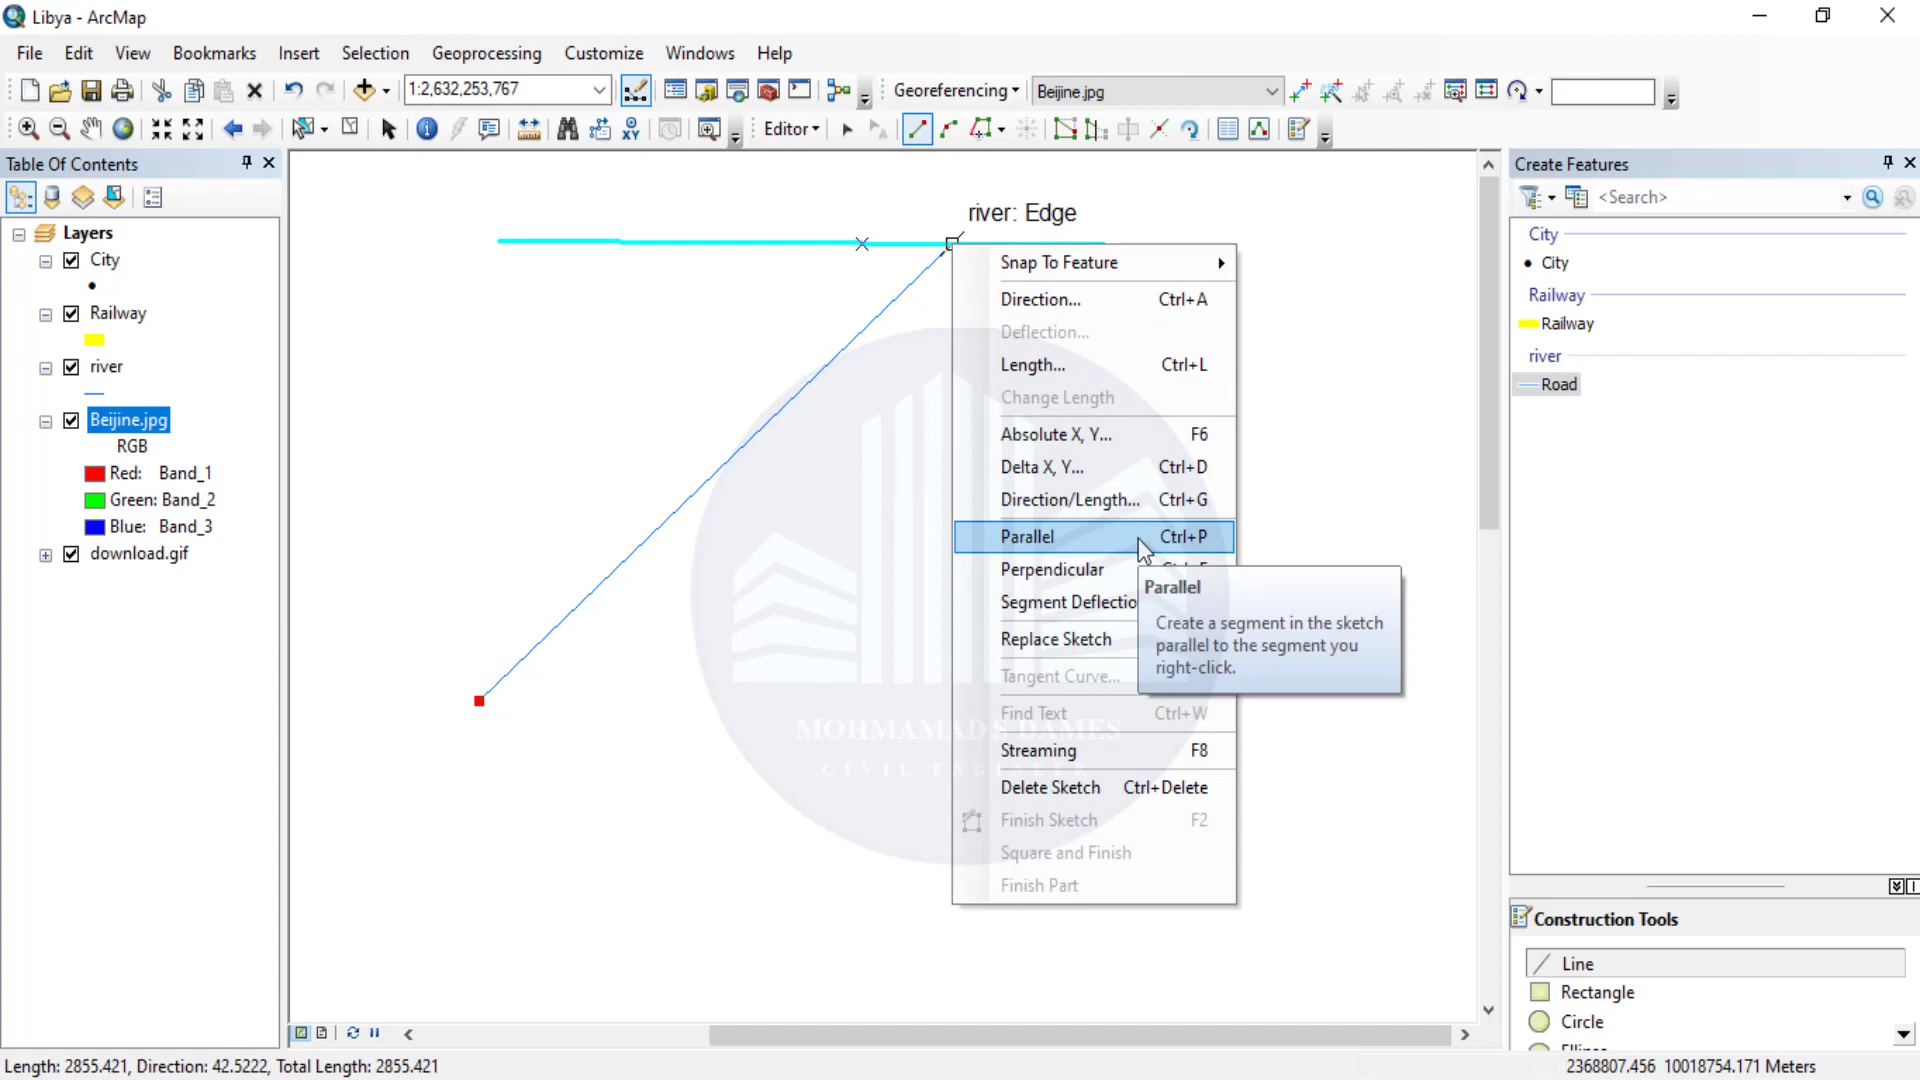 Libya - ArcMap
File Edit View Bookmarks Insert Selection Geoprocessing Customize Windows Help
1:2,632,253,767 Georeferencing Beijine.jpg
Editor
Table Of Contents
Layers
City
Railway
river
Beijine.jpg
RGB
Red: Band_1
Green: Band_2
Blue: Band_3
download.gif
river: Edge
Snap To Feature
Direction... Ctrl+A
Deflection...
Length... Ctrl+L
Change Length
Absolute X, Y... F6
Delta X, Y... Ctrl+D
Direction/Length... Ctrl+G
Parallel Ctrl+P
Perpendicular
Segment Deflectio
Replace Sketch
Tangent Curve...
Find Text Ctrl+W
Streaming F8
Delete Sketch Ctrl+Delete
Finish Sketch F2
Square and Finish
Finish Part
Parallel
Create a segment in the sketch
parallel to the segment you
right-click.
MOHMAMAD S DAMES
CIVIL ENGINEER
Create Features
<Search>
City
City
Railway
Railway
river
Road
Construction Tools
Line
Rectangle
Circle
Length: 2855.421, Direction: 42.5222, Total Length: 2855.421
2368807.456 10018754.171 Meters